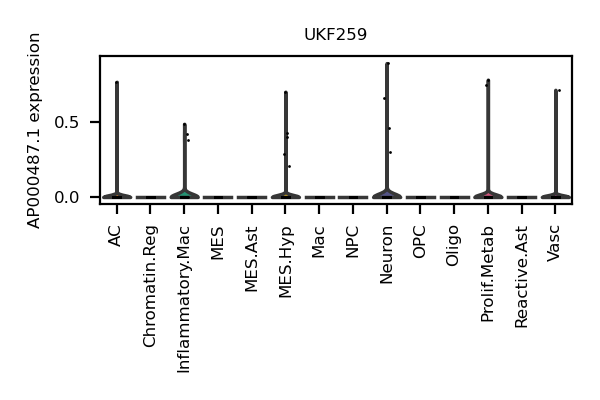 UKF259
AP000487.1 expression
0.5
0.0
AC
Chromatin.Reg
Inflammatory.Mac
MES
MES.Ast
MES.Hyp
Mac
NPC
Neuron
OPC
Oligo
Prolif.Metab
Reactive.Ast
Vasc